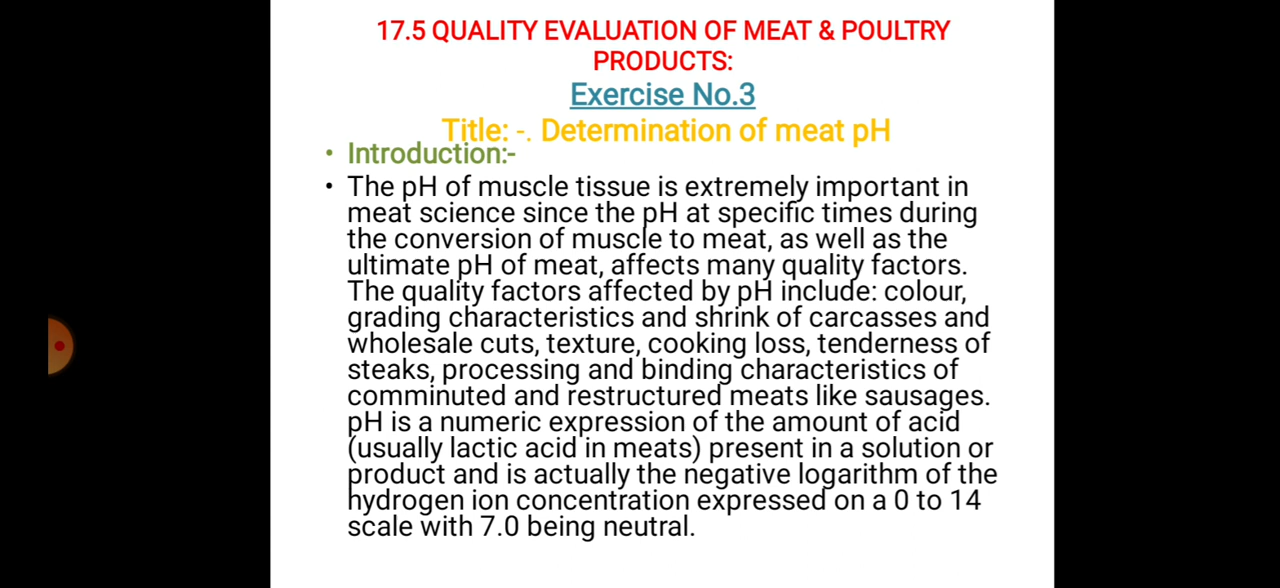 17.5 QUALITY EVALUATION OF MEAT & POULTRY
PRODUCTS:
Exercise No.3
Title: -. Determination of meat pH
• Introduction:-
• The pH of muscle tissue is extremely important in
meat science since the pH at specific times during
the conversion of muscle to meat, as well as the
ultimate pH of meat, affects many quality factors.
The quality factors affected by pH include: colour,
grading characteristics and shrink of carcasses and
wholesale cuts, texture, cooking loss, tenderness of
steaks, processing and binding characteristics of
comminuted and restructured meats like sausages.
pH is a numeric expression of the amount of acid
(usually lactic acid in meats) present in a solution or
product and is actually the negative logarithm of the
hydrogen ion concentration expressed on a 0 to 14
scale with 7.0 being neutral.